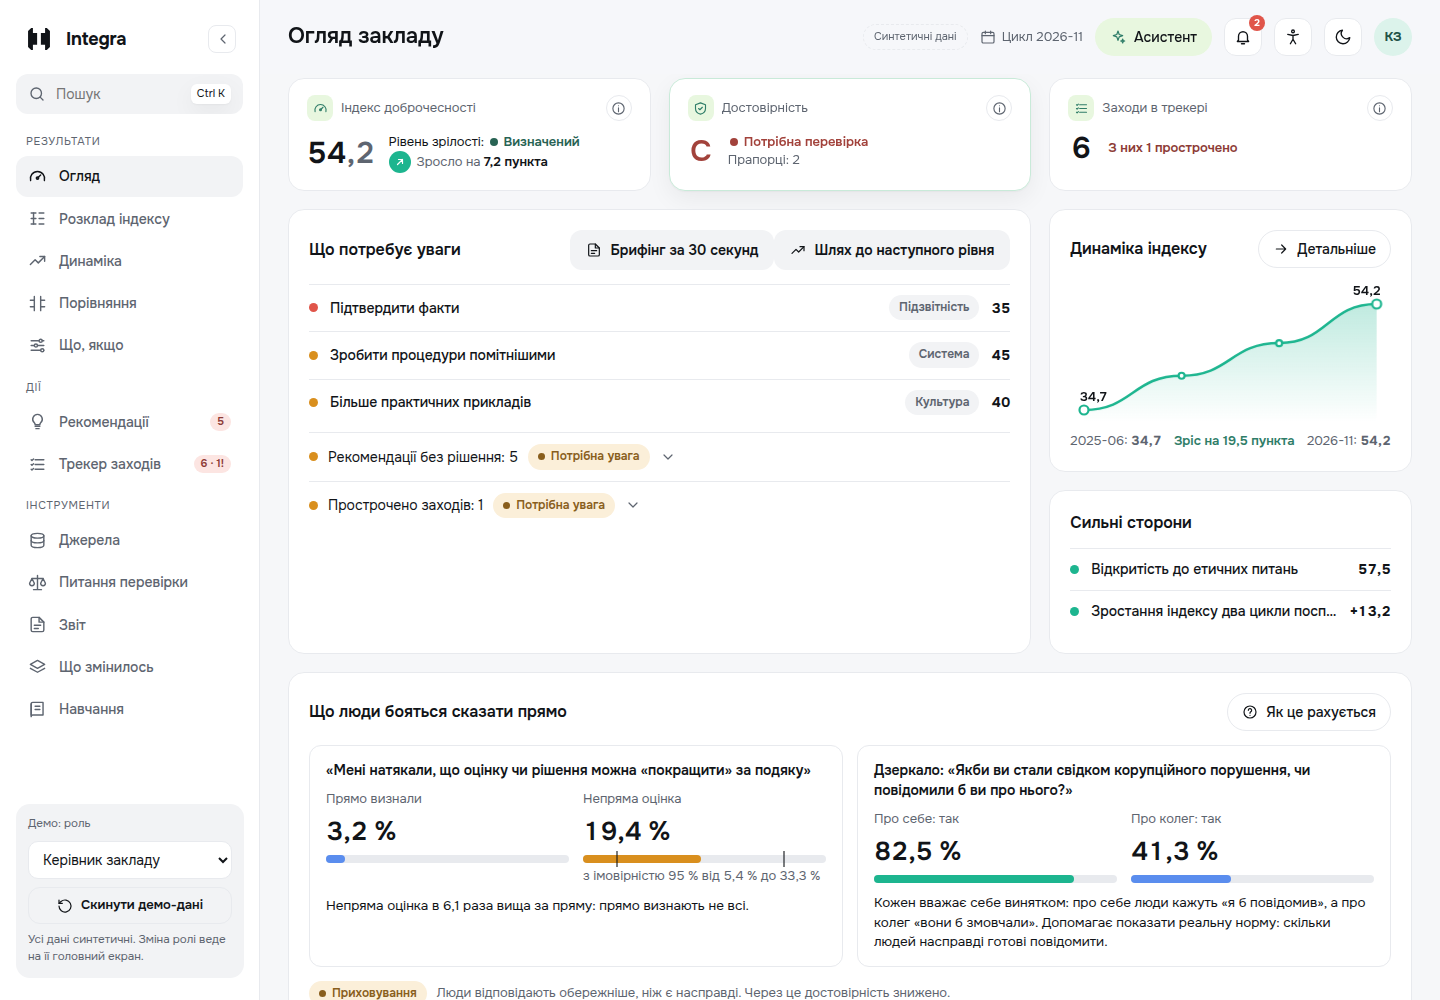 Integra
Пошук
Ctrl K
РЕЗУЛЬТАТИ
Огляд
Розклад індексу
Динаміка
Порівняння
Що, якщо
ДІЇ
Рекомендації
5
Трекер заходів
6 · 1!
ІНСТРУМЕНТИ
Джерела
Питання перевірки
Звіт
Що змінилось
Навчання
Демо: роль
Керівник закладу
Скинути демо-дані
Усі дані синтетичні. Зміна ролі веде
на її головний екран.
Огляд закладу
Синтетичні дані
Цикл 2026-11
Асистент
2
КЗ
Індекс доброчесності
54,2
Рівень зрілості: Визначений
Зросло на 7,2 пункта
Достовірність
C
Потрібна перевірка
Прапорці: 2
Заходи в трекері
6
З них 1 прострочено
Що потребує уваги
Брифінг за 30 секунд
Шлях до наступного рівня
Підтвердити факти
Підзвітність
35
Зробити процедури помітнішими
Система
45
Більше практичних прикладів
Культура
40
Рекомендації без рішення: 5
Потрібна увага
Прострочено заходів: 1
Потрібна увага
Динаміка індексу
Детальніше
54,2
34,7
2025-06: 34,7
Зріс на 19,5 пункта
2026-11: 54,2
Сильні сторони
Відкритість до етичних питань
57,5
Зростання індексу два цикли посп...
+13,2
Що люди бояться сказати прямо
Як це рахується
«Мені натякали, що оцінку чи рішення можна «покращити» за подяку»
Прямо визнали
3,2 %
Непряма оцінка
19,4 %
з імовірністю 95 % від 5,4 % до 33,3 %
Непряма оцінка в 6,1 раза вища за пряму: прямо визнають не всі.
Дзеркало: «Якби ви стали свідком корупційного порушення, чи
повідомили б ви про нього?»
Про себе: так
82,5 %
Про колег: так
41,3 %
Кожен вважає себе винятком: про себе люди кажуть «я б повідомив», а про
колег «вони б змовчали». Допомагає показати реальну норму: скільки
людей насправді готові повідомити.
Приховування
Люди відповідають обережніше, ніж є насправді. Через це достовірність знижено.